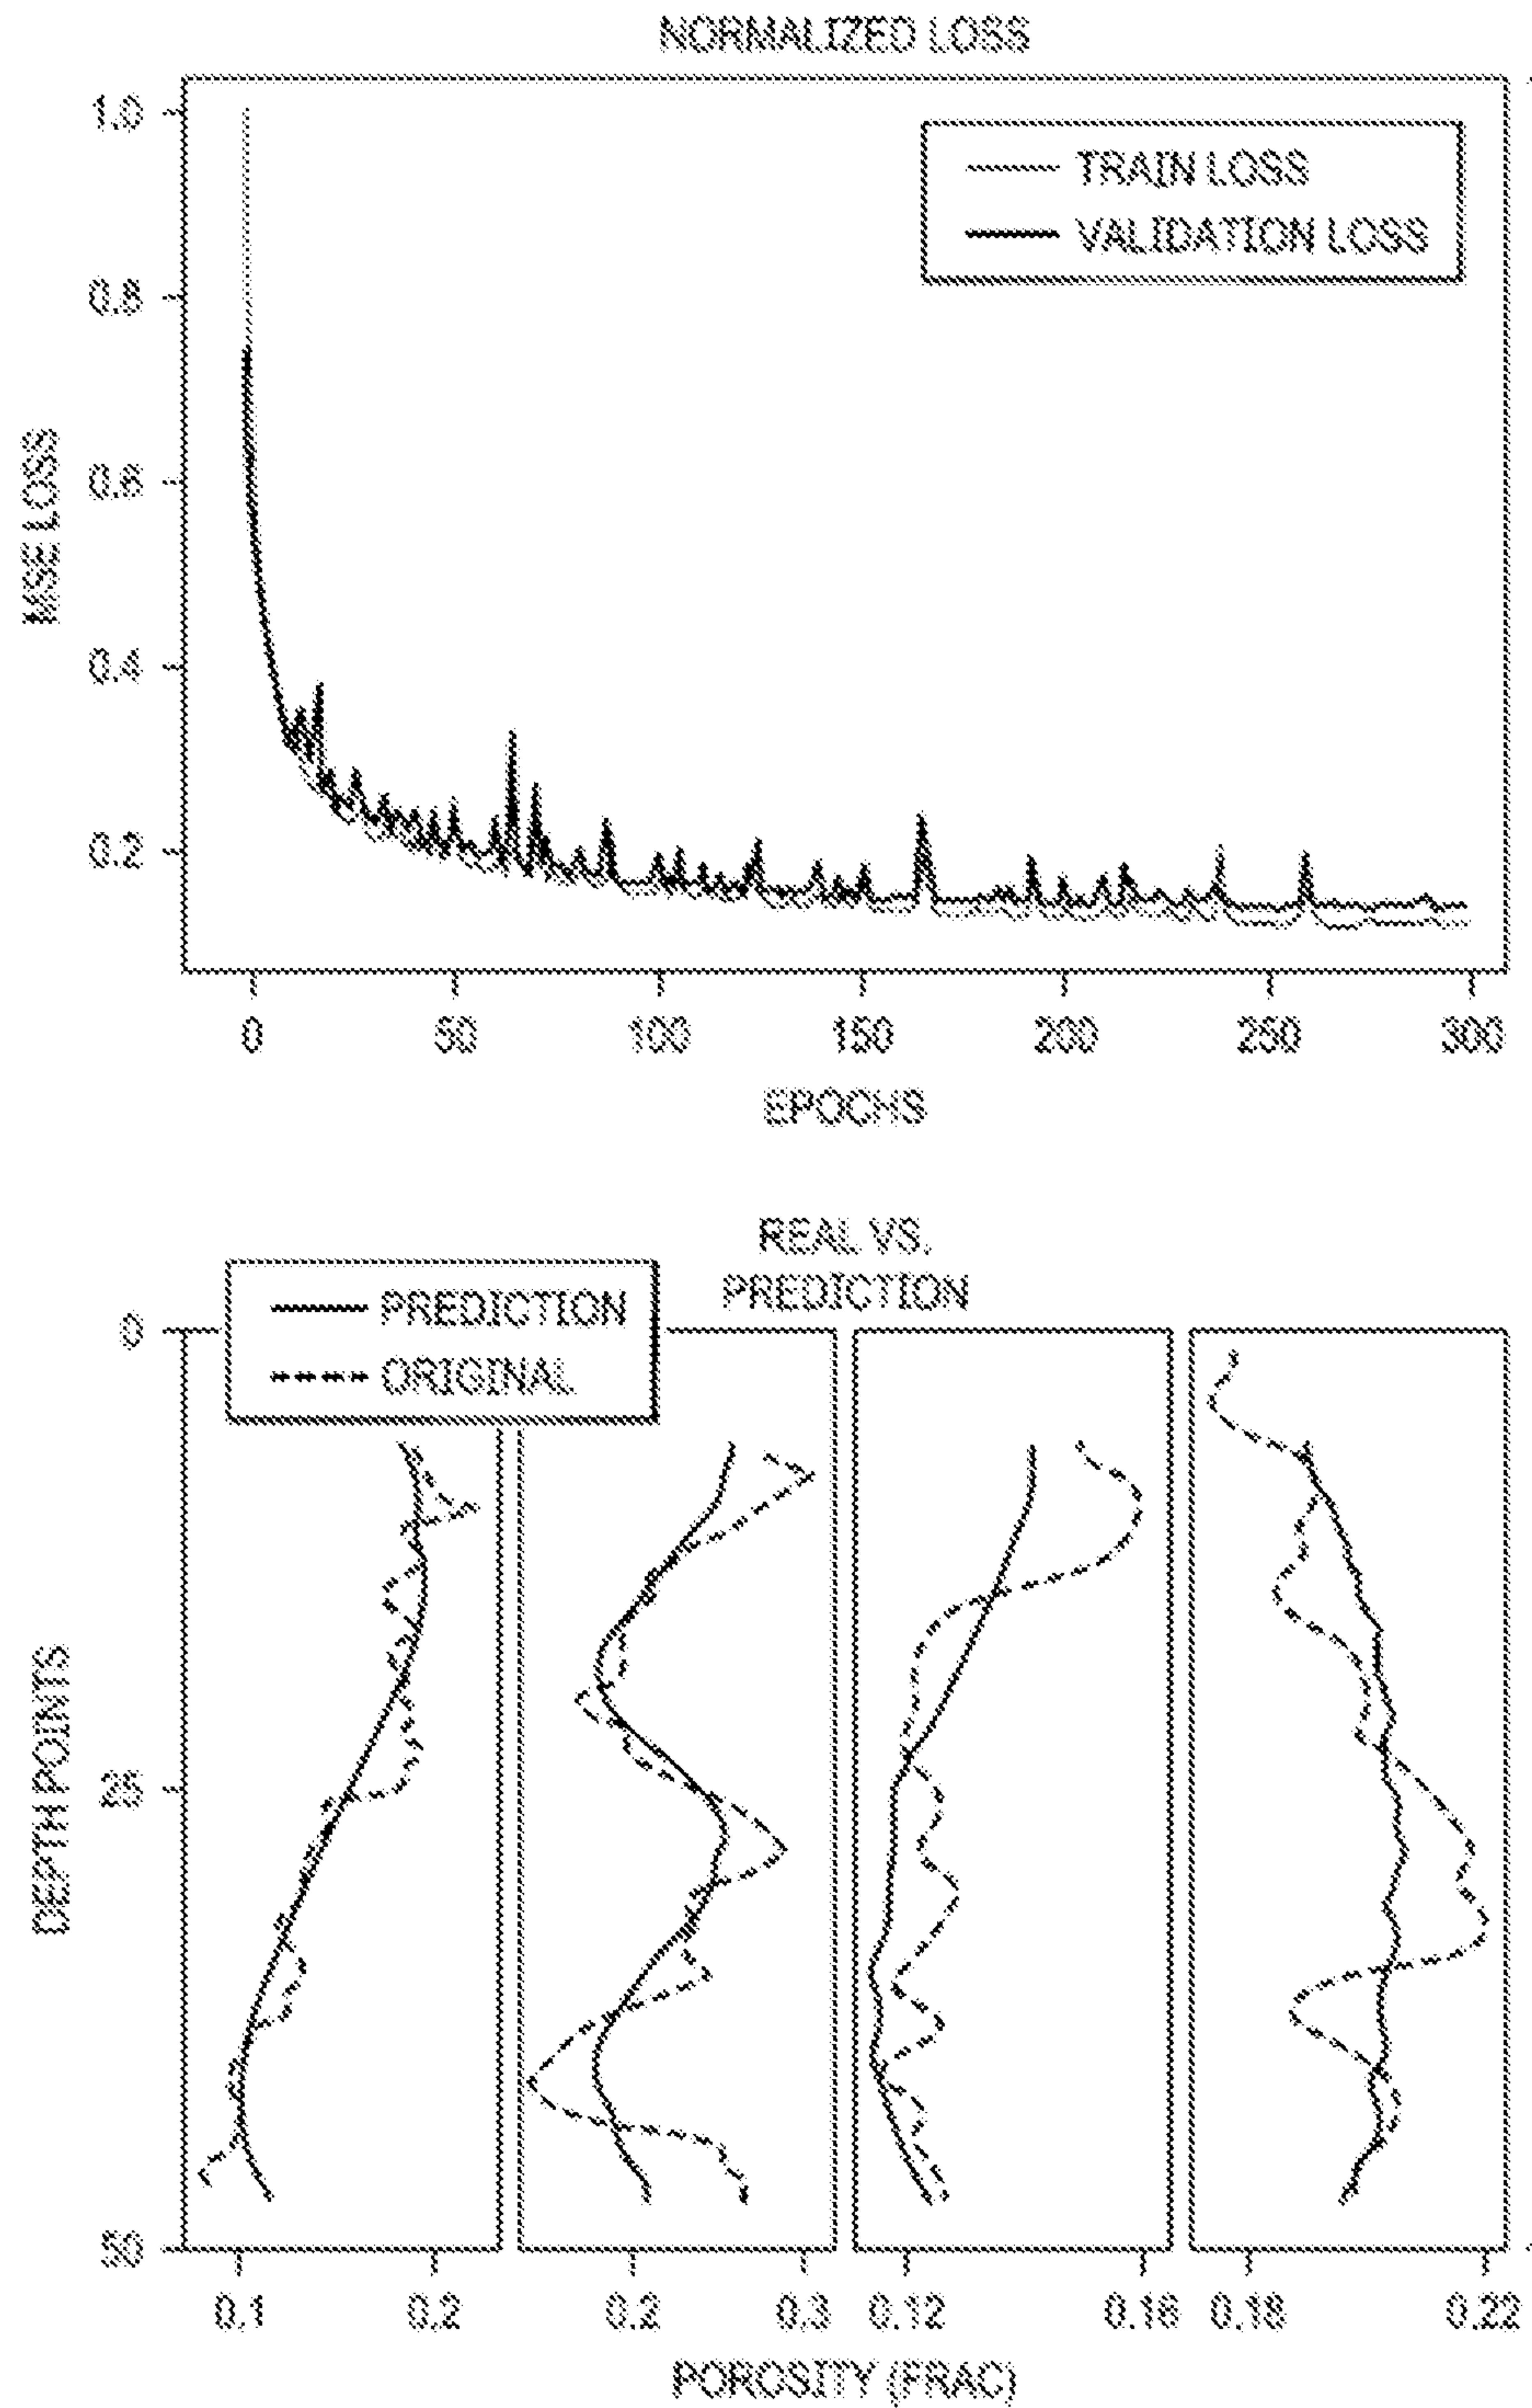 NORMALIZED LOSS
1.0
0.8
0.6
0.4
0.2
MSE LOSS
TRAIN LOSS
VALIDATION LOSS
0 50 100 150 200 250 300
EPOCHS
REAL VS.
PREDICTION
PREDICTION
ORIGINAL
0
25
50
DEPTH POINTS
0.1 0.2 0.2 0.3 0.12 0.16 0.18 0.22
POROSITY (FRAC)